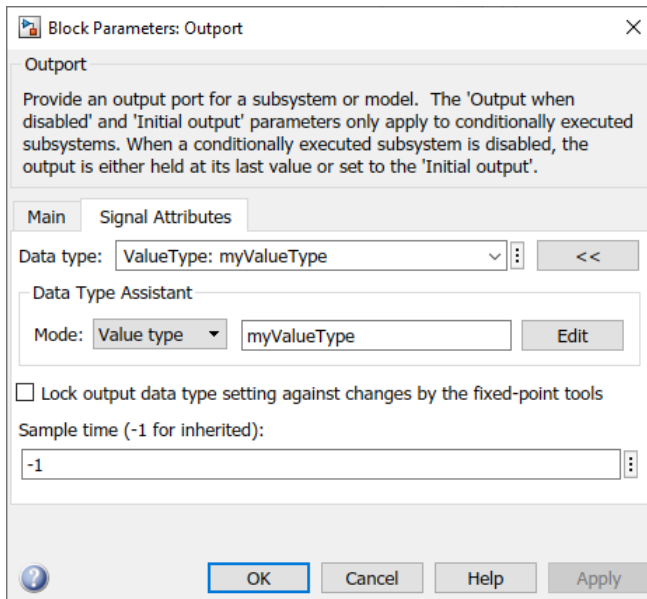 Block Parameters: Outport
Outport
Provide an output port for a subsystem or model. The 'Output when
disabled' and 'Initial output' parameters only apply to conditionally executed
subsystems. When a conditionally executed subsystem is disabled, the
output is either held at its last value or set to the 'Initial output'.
Main Signal Attributes
Data type: ValueType: myValueType <<
Data Type Assistant
Mode: Value type myValueType Edit
Lock output data type setting against changes by the fixed-point tools
Sample time (-1 for inherited):
-1
? OK Cancel Help Apply